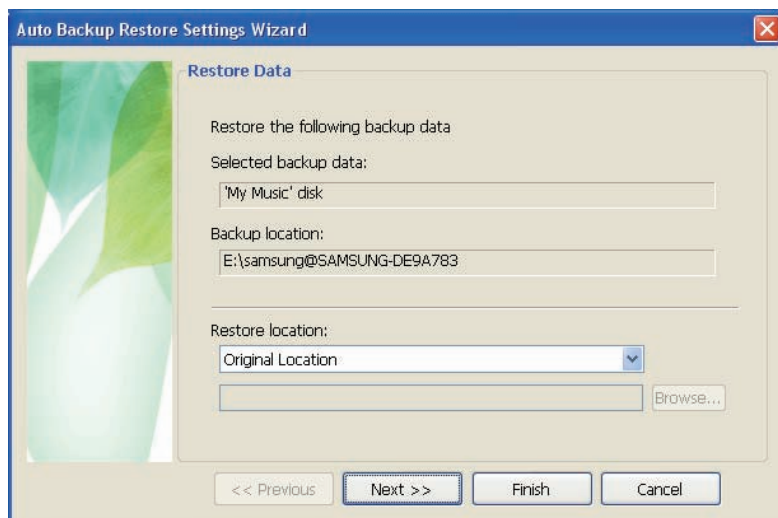 Auto Backup Restore Settings Wizard
Restore Data
Restore the following backup data
Selected backup data:
'My Music' disk
Backup location:
E:\samsung@SAMSUNG-DE9A783
Restore location:
Original Location
Browse...
<< Previous
Next >>
Finish
Cancel